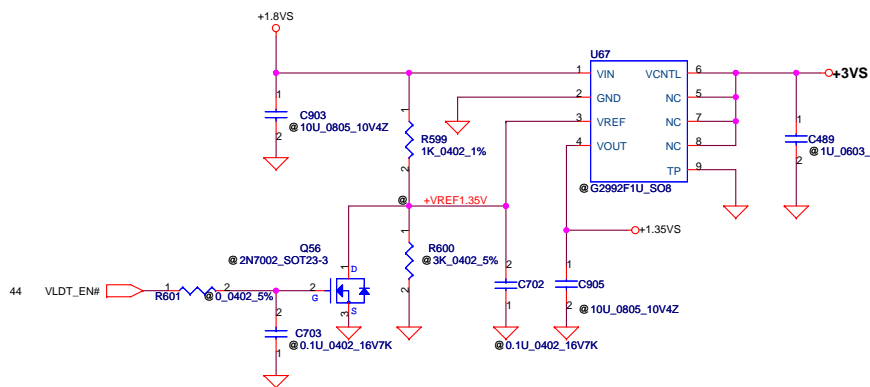 +1.8VS
U67
1 VIN VCNTL 6 +3VS
2 GND NC 5
3 VREF NC 7
4 VOUT NC 8
TP 9
@G2992F1U_SO8
1
C903
@10U_0805_10V4Z
2
1
R599
1K_0402_1%
2
1
C489
@1U_0603_
2
@ +VREF1.35V
+1.35VS
Q56
@2N7002_SOT23-3
1 D
2 G
3 S
1
R600
@3K_0402_5%
2
2
C702
1
@0.1U_0402_16V7K
1
C905
2
@10U_0805_10V4Z
44 VLDT_EN#
1 2
R601 @0_0402_5%
2
C703
@0.1U_0402_16V7K
1